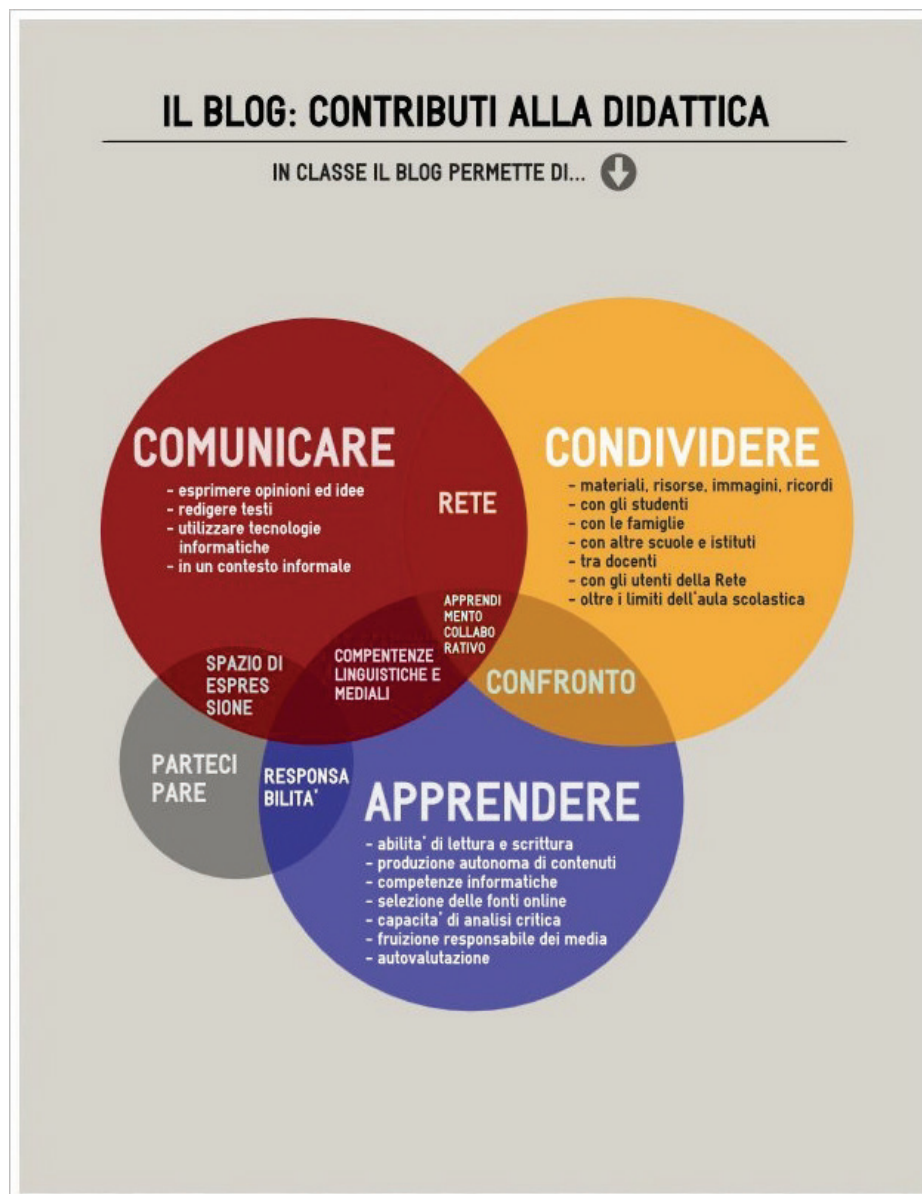 IL BLOG: CONTRIBUTI ALLA DIDATTICA
IN CLASSE IL BLOG PERMETTE DI...
COMUNICARE
- esprimere opinioni ed idee
- redigere testi
- utilizzare tecnologie
informatiche
- in un contesto informale
RETE
CONDIVIDERE
- materiali, risorse, immagini, ricordi
- con gli studenti
- con le famiglie
- con altre scuole e istituti
- tra docenti
- con gli utenti della Rete
- oltre i limiti dell'aula scolastica
APPRENDI
MENTO
COLLABO
RATIVO
SPAZIO DI
ESPRES
SIONE
COMPENTENZE
LINGUISTICHE E
MEDIALI
CONFRONTO
PARTECI
PARE
RESPONSA
BILITA'
APPRENDERE
- abilita' di lettura e scrittura
- produzione autonoma di contenuti
- competenze informatiche
- selezione delle fonti online
- capacita' di analisi critica
- fruizione responsabile dei media
- autovalutazione